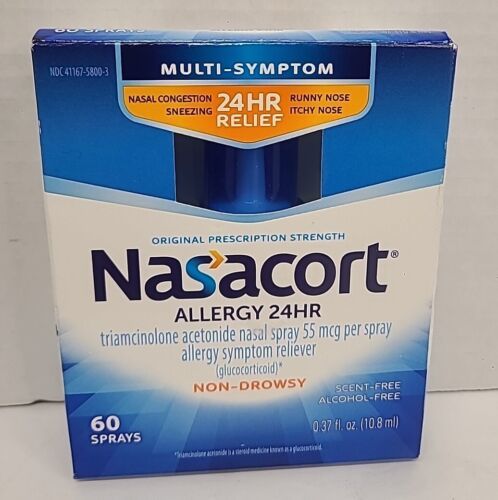 60 SPRAYS
NDC 41167-5800-3
MULTI-SYMPTOM
NASAL CONGESTION
SNEEZING
24HR
RELIEF
RUNNY NOSE
ITCHY NOSE
ORIGINAL PRESCRIPTION STRENGTH
Nasacort®
ALLERGY 24HR
triamcinolone acetonide nasal spray 55 mcg per spray
allergy symptom reliever
(glucocorticoid)*
NON-DROWSY
SCENT-FREE
ALCOHOL-FREE
60
SPRAYS
0.37 fl. oz. (10.8 ml)
*Triamcinolone acetonide is a steroid medicine known as a glucocorticoid.